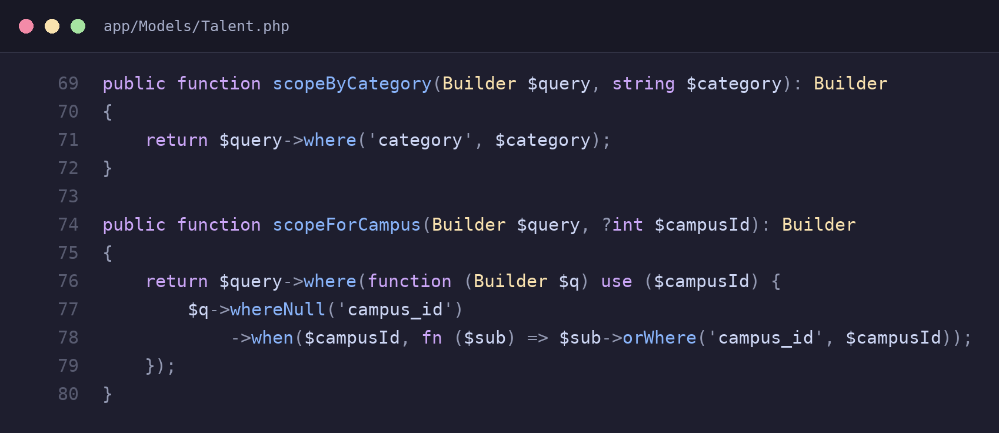 app/Models/Talent.php
69 public function scopeByCategory(Builder $query, string $category): Builder
70 {
71     return $query->where('category', $category);
72 }
73
74 public function scopeForCampus(Builder $query, ?int $campusId): Builder
75 {
76     return $query->where(function (Builder $q) use ($campusId) {
77         $q->whereNull('campus_id')
78             ->when($campusId, fn ($sub) => $sub->orWhere('campus_id', $campusId));
79     });
80 }